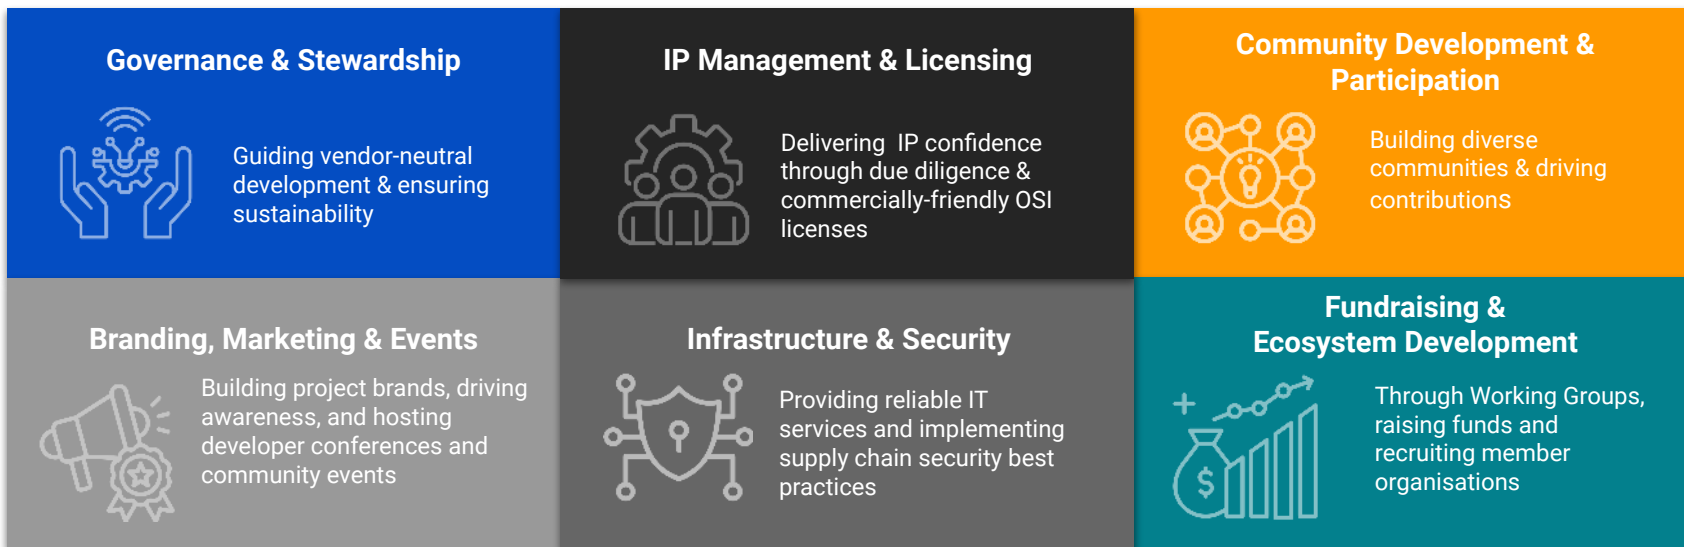 Governance & Stewardship
Guiding vendor-neutral
development & ensuring
sustainability
IP Management & Licensing
Delivering IP confidence
through due diligence &
commercially-friendly OSI
licenses
Community Development &
Participation
Building diverse
communities & driving
contributions
Branding, Marketing & Events
Building project brands, driving
awareness, and hosting
developer conferences and
community events
Infrastructure & Security
Providing reliable IT
services and implementing
supply chain security best
practices
Fundraising &
Ecosystem Development
$
Through Working Groups,
raising funds and
recruiting member
organisations